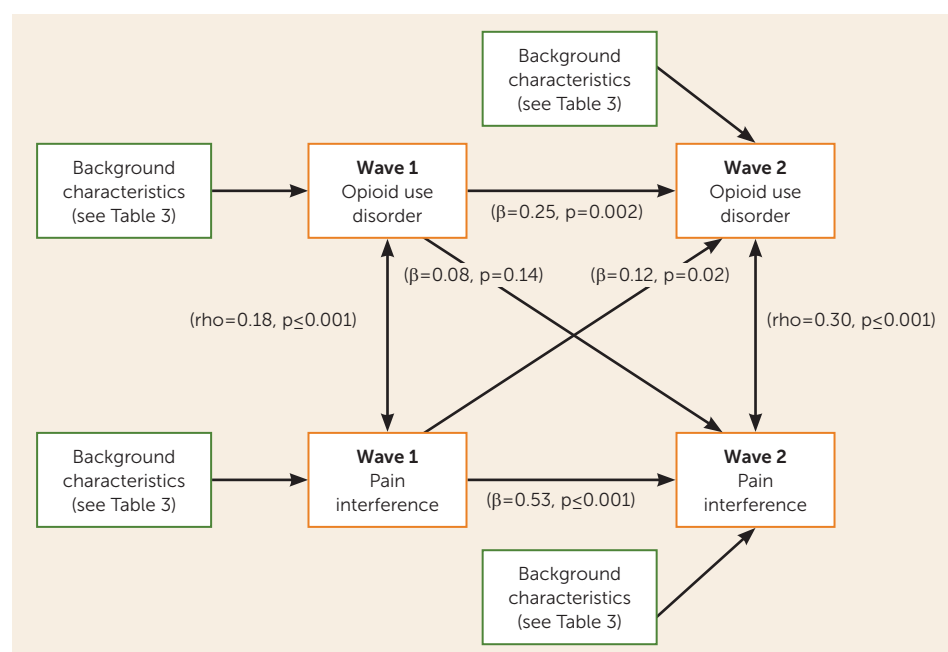 Background
characteristics
(see Table 3)
Background
characteristics
(see Table 3)
Wave 1
Opioid use
disorder
Wave 2
Opioid use
disorder
(β=0.25, p=0.002)
(β=0.08, p=0.14)
(β=0.12, p=0.02)
(rho=0.18, p≤0.001)
(rho=0.30, p≤0.001)
Background
characteristics
(see Table 3)
Wave 1
Pain
interference
Wave 2
Pain
interference
(β=0.53, p≤0.001)
Background
characteristics
(see Table 3)